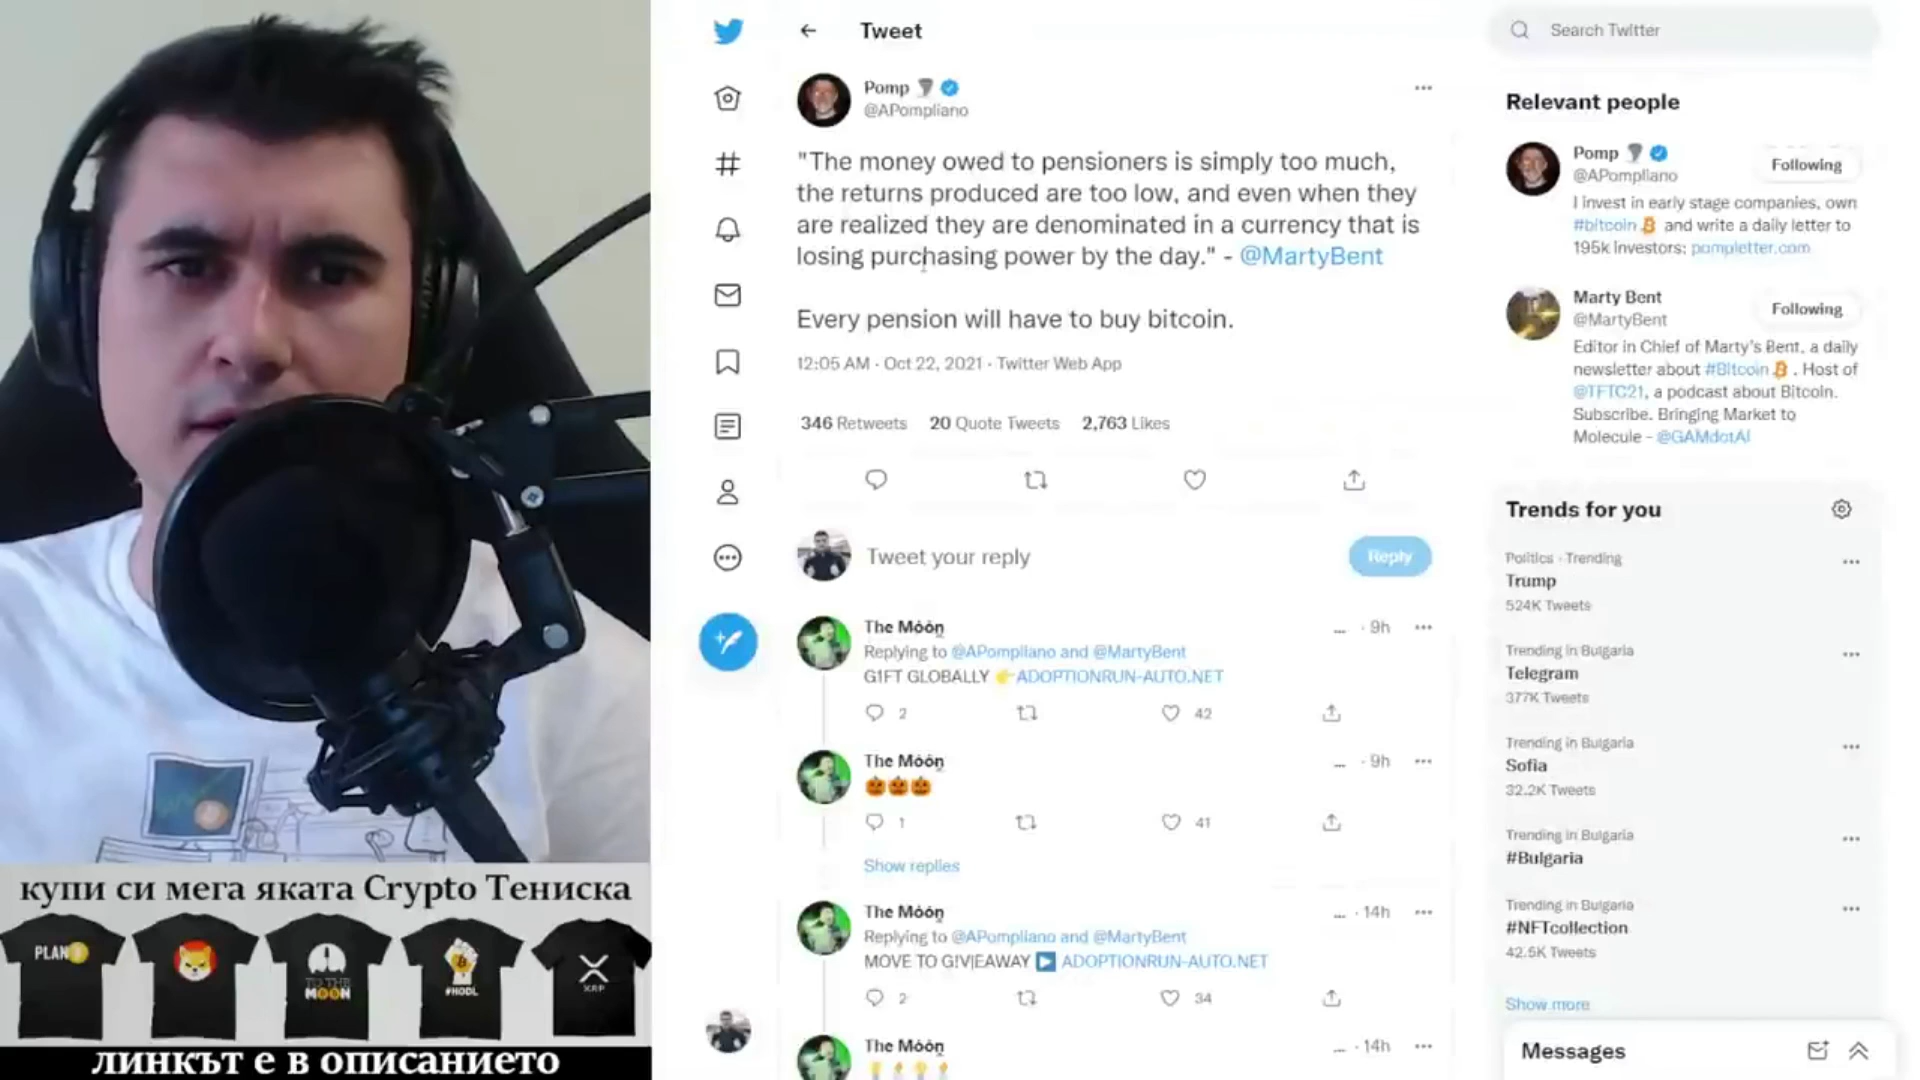 Tweet
Pomp
@APompliano
"The money owed to pensioners is simply too much,
the returns produced are too low, and even when they
are realized they are denominated in a currency that is
losing purchasing power by the day." - @MartyBent
Every pension will have to buy bitcoin.
12:05 AM · Oct 22, 2021 · Twitter Web App
346 Retweets 20 Quote Tweets 2,763 Likes
Tweet your reply
Reply
The Móón ... · 9h
Replying to @APompliano and @MartyBent
G1FT GLOBALLY 👉 ADOPTIONRUN-AUTO.NET
2 42
The Móón ... · 9h
🎃🎃🎃
1 41
Show replies
The Móón ... · 14h
Replying to @APompliano and @MartyBent
MOVE TO G!V|EAWAY ▶ ADOPTIONRUN-AUTO.NET
2 34
The Móón ... · 14h
Search Twitter
Relevant people
Pomp
@APompliano
Following
I invest in early stage companies, own
#bitcoin and write a daily letter to
195k investors: pompletter.com
Marty Bent
@MartyBent
Following
Editor in Chief of Marty's Bent, a daily
newsletter about #Bitcoin . Host of
@TFTC21, a podcast about Bitcoin.
Subscribe. Bringing Market to
Molecule - @GAMdotAI
Trends for you
Politics · Trending
Trump
524K Tweets
Trending in Bulgaria
Telegram
377K Tweets
Trending in Bulgaria
Sofia
32.2K Tweets
Trending in Bulgaria
#Bulgaria
Trending in Bulgaria
#NFTcollection
42.5K Tweets
Show more
Messages
купи си мега яката Crypto Тениска
PLAN B
TO THE
MOON
#HODL
XRP
линкът е в описанието